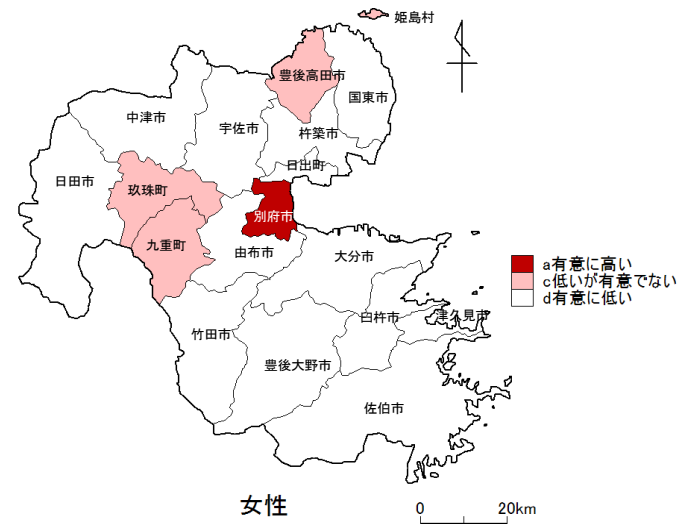 姫島村
豊後高田市
国東市
中津市
宇佐市
杵築市
日出町
日田市
玖珠町
別府市
九重町
由布市
大分市
a有意に高い
c低いが有意でない
d有意に低い
臼杵市
津久見市
竹田市
豊後大野市
佐伯市
女性
0 20km